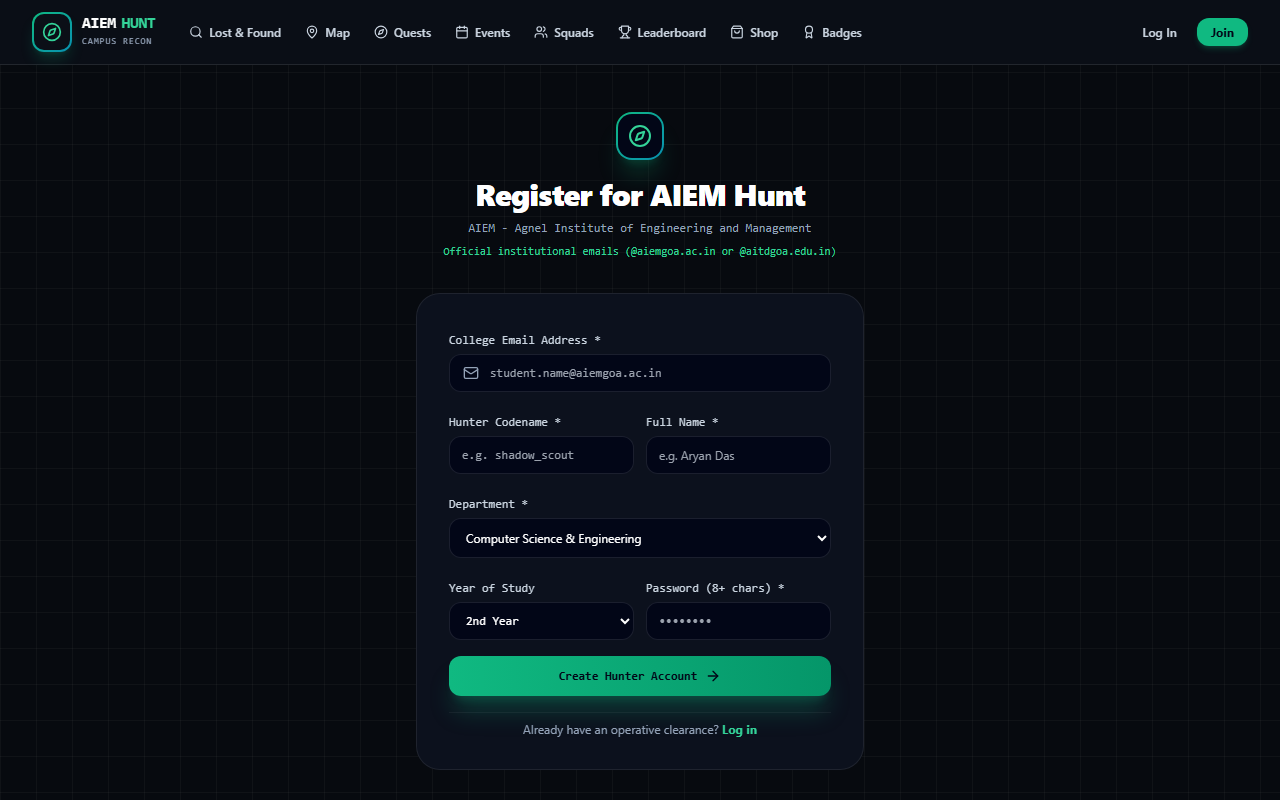 AIEM HUNT
CAMPUS RECON
Lost & Found
Map
Quests
Events
Squads
Leaderboard
Shop
Badges
Log In
Join
Register for AIEM Hunt
AIEM - Agnel Institute of Engineering and Management
Official institutional emails (@aiemgoa.ac.in or @aitdgoa.edu.in)
College Email Address *
student.name@aiemgoa.ac.in
Hunter Codename *
Full Name *
e.g. shadow_scout
e.g. Aryan Das
Department *
Computer Science & Engineering
Year of Study
Password (8+ chars) *
2nd Year
••••••••
Create Hunter Account →
Already have an operative clearance? Log in